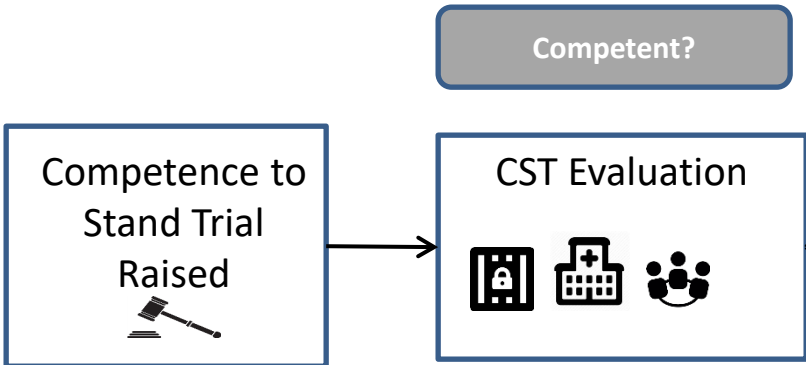 Competent?
Competence to
Stand Trial
Raised
CST Evaluation